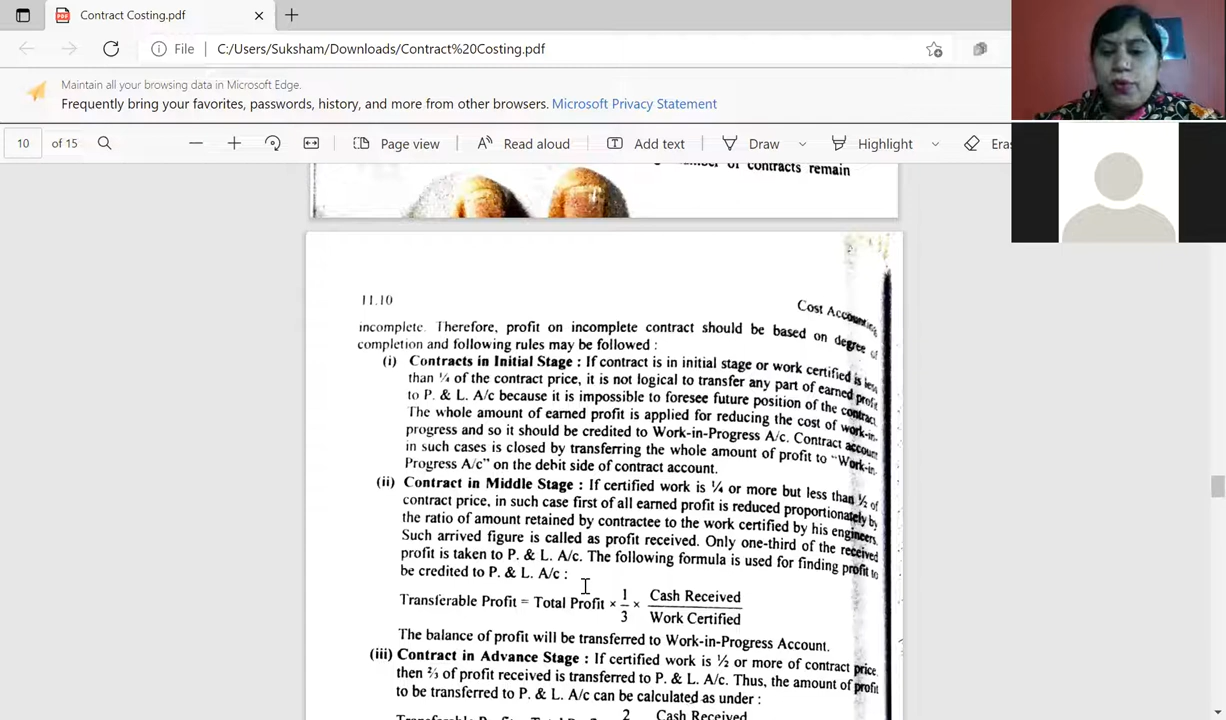 Contract Costing.pdf
File
C:/Users/Suksham/Downloads/Contract%20Costing.pdf
Maintain all your browsing data in Microsoft Edge.
Frequently bring your favorites, passwords, history, and more from other browsers. Microsoft Privacy Statement
10 of 15
Page view
Read aloud
Add text
Draw
Highlight
Eras
of contracts remain
11.10
Cost Accounting
incomplete. Therefore, profit on incomplete contract should be based on degree of
completion and following rules may be followed :
(i) Contracts in Initial Stage : If contract is in initial stage or work certified is less
than ¼ of the contract price, it is not logical to transfer any part of earned profit
to P. & L. A/c because it is impossible to foresee future position of the contract.
The whole amount of earned profit is applied for reducing the cost of work-in-
progress and so it should be credited to Work-in-Progress A/c. Contract account
in such cases is closed by transferring the whole amount of profit to "Work-in-
Progress A/c" on the debit side of contract account.
(ii) Contract in Middle Stage : If certified work is ¼ or more but less than ½ of
contract price, in such case first of all earned profit is reduced proportionately by
the ratio of amount retained by contractee to the work certified by his engineers.
Such arrived figure is called as profit received. Only one-third of the received
profit is taken to P. & L. A/c. The following formula is used for finding profit to
be credited to P. & L. A/c :
Transferable Profit = Total Profit × 1/3 × Cash Received / Work Certified
The balance of profit will be transferred to Work-in-Progress Account.
(iii) Contract in Advance Stage : If certified work is ½ or more of contract price
then ⅔ of profit received is transferred to P. & L. A/c. Thus, the amount of profit
to be transferred to P. & L. A/c can be calculated as under :
2 Cash Received